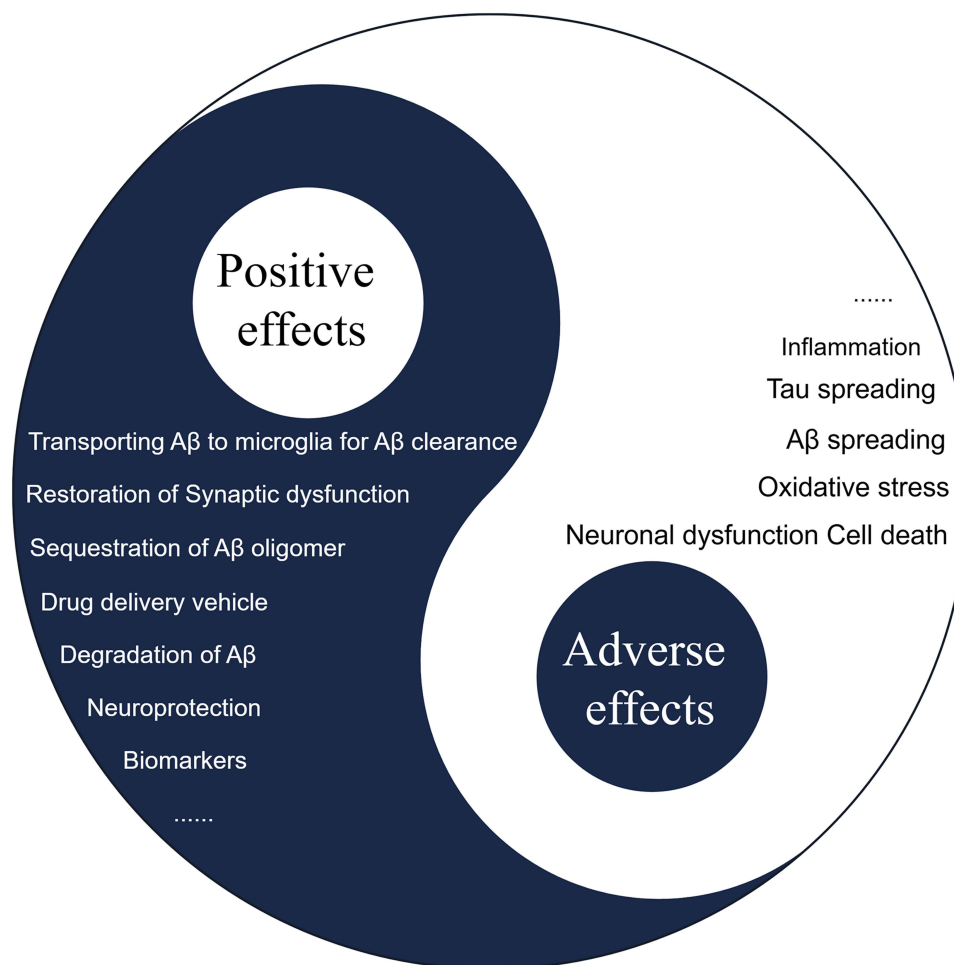 Positive
effects
Transporting Aβ to microglia for Aβ clearance
Restoration of Synaptic dysfunction
Sequestration of Aβ oligomer
Drug delivery vehicle
Degradation of Aβ
Neuroprotection
Biomarkers
......
......
Inflammation
Tau spreading
Aβ spreading
Oxidative stress
Neuronal dysfunction Cell death
Adverse
effects